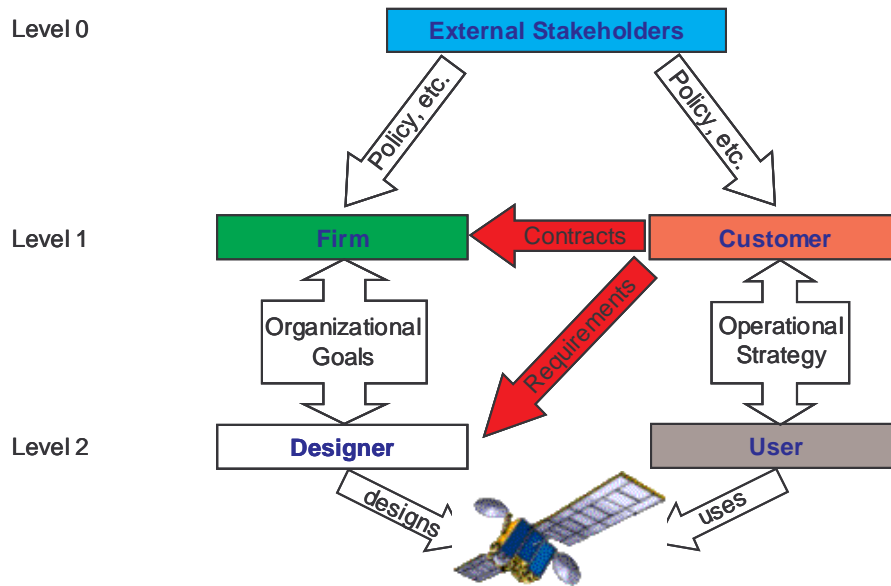 Level 0
External Stakeholders
Policy, etc.
Policy, etc.
Level 1
Firm
Contracts
Customer
Organizational
Goals
Requirements
Operational
Strategy
Level 2
Designer
User
designs
uses